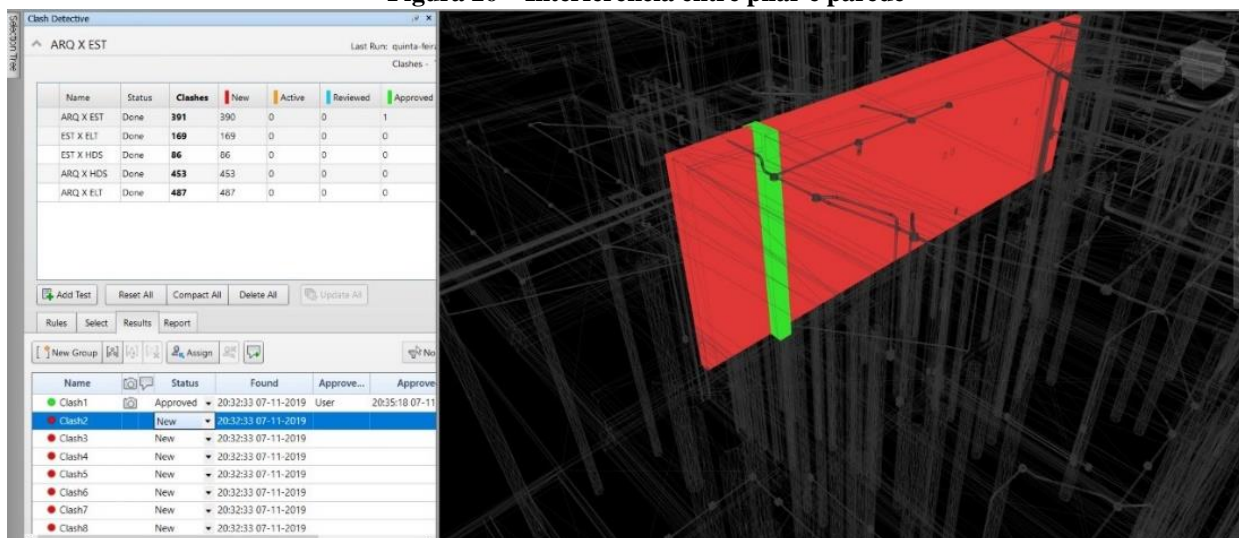 Clash Detective
Selection Tree
ARQ X EST
Last Run: quinta-feir
Clashes -
Name Status Clashes New Active Reviewed Approved
ARQ X EST Done 391 390 0 0 1
EST X ELT Done 169 169 0 0 0
EST X HDS Done 86 86 0 0 0
ARQ X HDS Done 453 453 0 0 0
ARQ X ELT Done 487 487 0 0 0
Add Test Reset All Compact All Delete All Update All
Rules Select Results Report
New Group Assign No
Name Status Found Approve... Approve
Clash1 Approved 20:32:33 07-11-2019 User 20:35:18 07-11
Clash2 New 20:32:33 07-11-2019
Clash3 New 20:32:33 07-11-2019
Clash4 New 20:32:33 07-11-2019
Clash5 New 20:32:33 07-11-2019
Clash6 New 20:32:33 07-11-2019
Clash7 New 20:32:33 07-11-2019
Clash8 New 20:32:33 07-11-2019